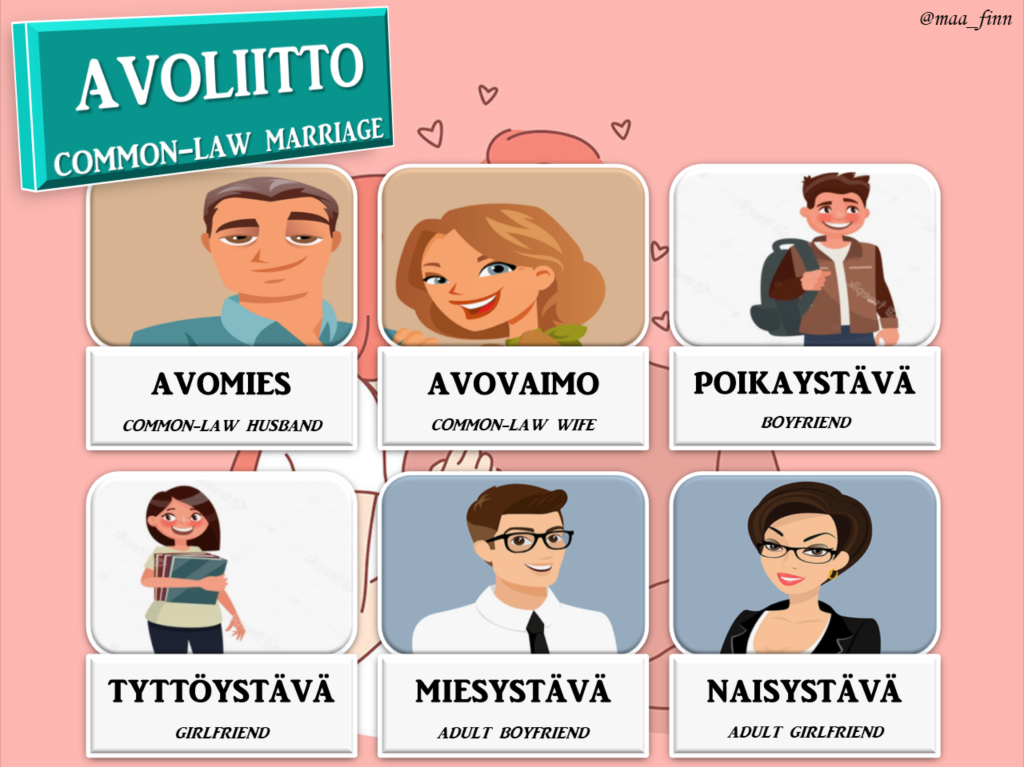 @maa_finn
AVOLIITTO
COMMON-LAW MARRIAGE
AVOMIES
COMMON-LAW HUSBAND
AVOVAIMO
COMMON-LAW WIFE
POIKAYSTÄVÄ
BOYFRIEND
TYTTÖYSTÄVÄ
GIRLFRIEND
MIESYSTÄVÄ
ADULT BOYFRIEND
NAISYSTÄVÄ
ADULT GIRLFRIEND